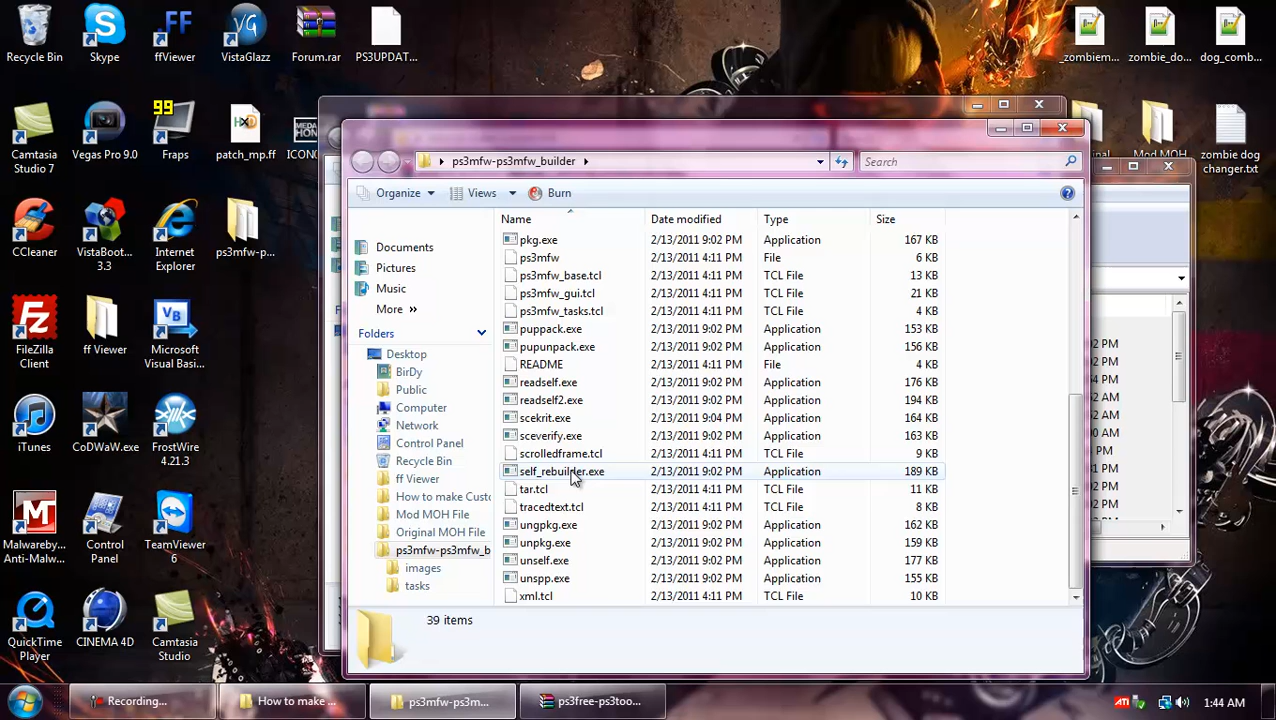 Recycle Bin
Skype
ffViewer
VistaGlazz
Forum.rar
PS3UPDAT...
_zombiem...
zombie_do...
dog_comb...
99
Camtasia Studio 7
Vegas Pro 9.0
Fraps
patch_mp.ff
zombie dog changer.txt
CCleaner
VistaBoot... 3.3
Internet Explorer
ps3mfw-p...
FileZilla Client
ff Viewer
Microsoft Visual Basi...
iTunes
CoDWaW.exe
FrostWire 4.21.3
Malwareby... Anti-Malw...
Control Panel
TeamViewer 6
QuickTime Player
CINEMA 4D
Camtasia Studio
ps3mfw-ps3mfw_builder
Search
Organize
Views
Burn
Documents
Pictures
Music
More »
Folders
Desktop
BirDy
Public
Computer
Network
Control Panel
Recycle Bin
ff Viewer
How to make Custo
Mod MOH File
Original MOH File
ps3mfw-ps3mfw_b
images
tasks
Name Date modified Type Size
pkg.exe 2/13/2011 9:02 PM Application 167 KB
ps3mfw 2/13/2011 4:11 PM File 6 KB
ps3mfw_base.tcl 2/13/2011 4:11 PM TCL File 13 KB
ps3mfw_gui.tcl 2/13/2011 4:11 PM TCL File 21 KB
ps3mfw_tasks.tcl 2/13/2011 4:11 PM TCL File 4 KB
puppack.exe 2/13/2011 9:02 PM Application 153 KB
pupunpack.exe 2/13/2011 9:02 PM Application 156 KB
README 2/13/2011 4:11 PM File 4 KB
readself.exe 2/13/2011 9:02 PM Application 176 KB
readself2.exe 2/13/2011 9:02 PM Application 194 KB
scekrit.exe 2/13/2011 9:04 PM Application 164 KB
sceverify.exe 2/13/2011 9:02 PM Application 163 KB
scrolledframe.tcl 2/13/2011 4:11 PM TCL File 9 KB
self_rebuilder.exe 2/13/2011 9:02 PM Application 189 KB
tar.tcl 2/13/2011 4:11 PM TCL File 11 KB
tracedtext.tcl 2/13/2011 4:11 PM TCL File 8 KB
ungpkg.exe 2/13/2011 9:02 PM Application 162 KB
unpkg.exe 2/13/2011 9:02 PM Application 159 KB
unself.exe 2/13/2011 9:02 PM Application 177 KB
unspp.exe 2/13/2011 9:02 PM Application 155 KB
xml.tcl 2/13/2011 4:11 PM TCL File 10 KB
39 items
Recording...
How to make ...
ps3mfw-ps3m...
ps3free-ps3too...
ATI
1:44 AM